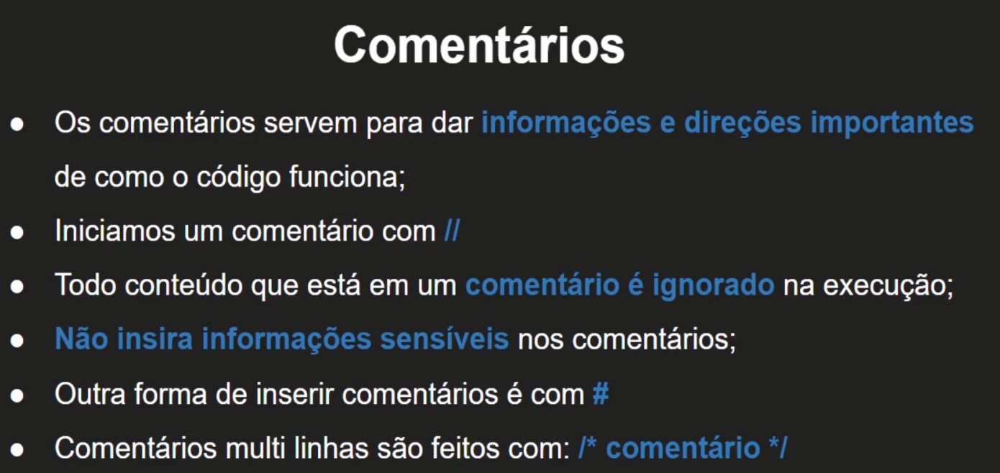 Comentários
● Os comentários servem para dar informações e direções importantes
de como o código funciona;
● Iniciamos um comentário com //
● Todo conteúdo que está em um comentário é ignorado na execução;
● Não insira informações sensíveis nos comentários;
● Outra forma de inserir comentários é com #
● Comentários multi linhas são feitos com: /* comentário */